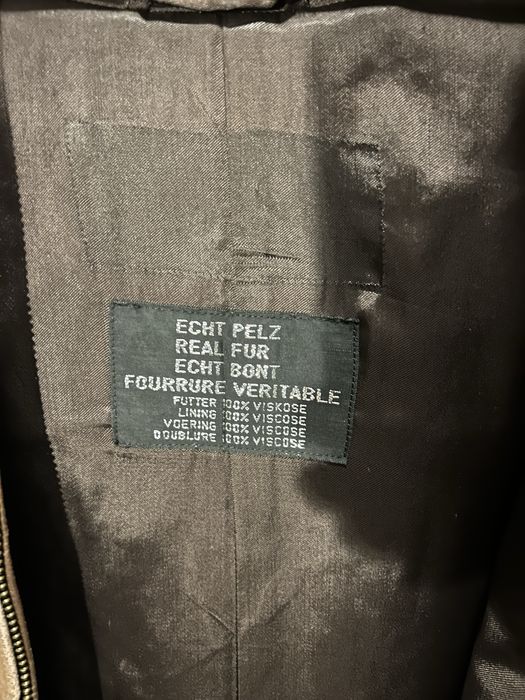 ECHT PELZ
REAL FUR
ECHT BONT
FOURRURE VERITABLE
FUTTER 100% VISKOSE
LINING 100% VISCOSE
VOERING 100% VISCOSE
DOUBLURE 100% VISCOSE